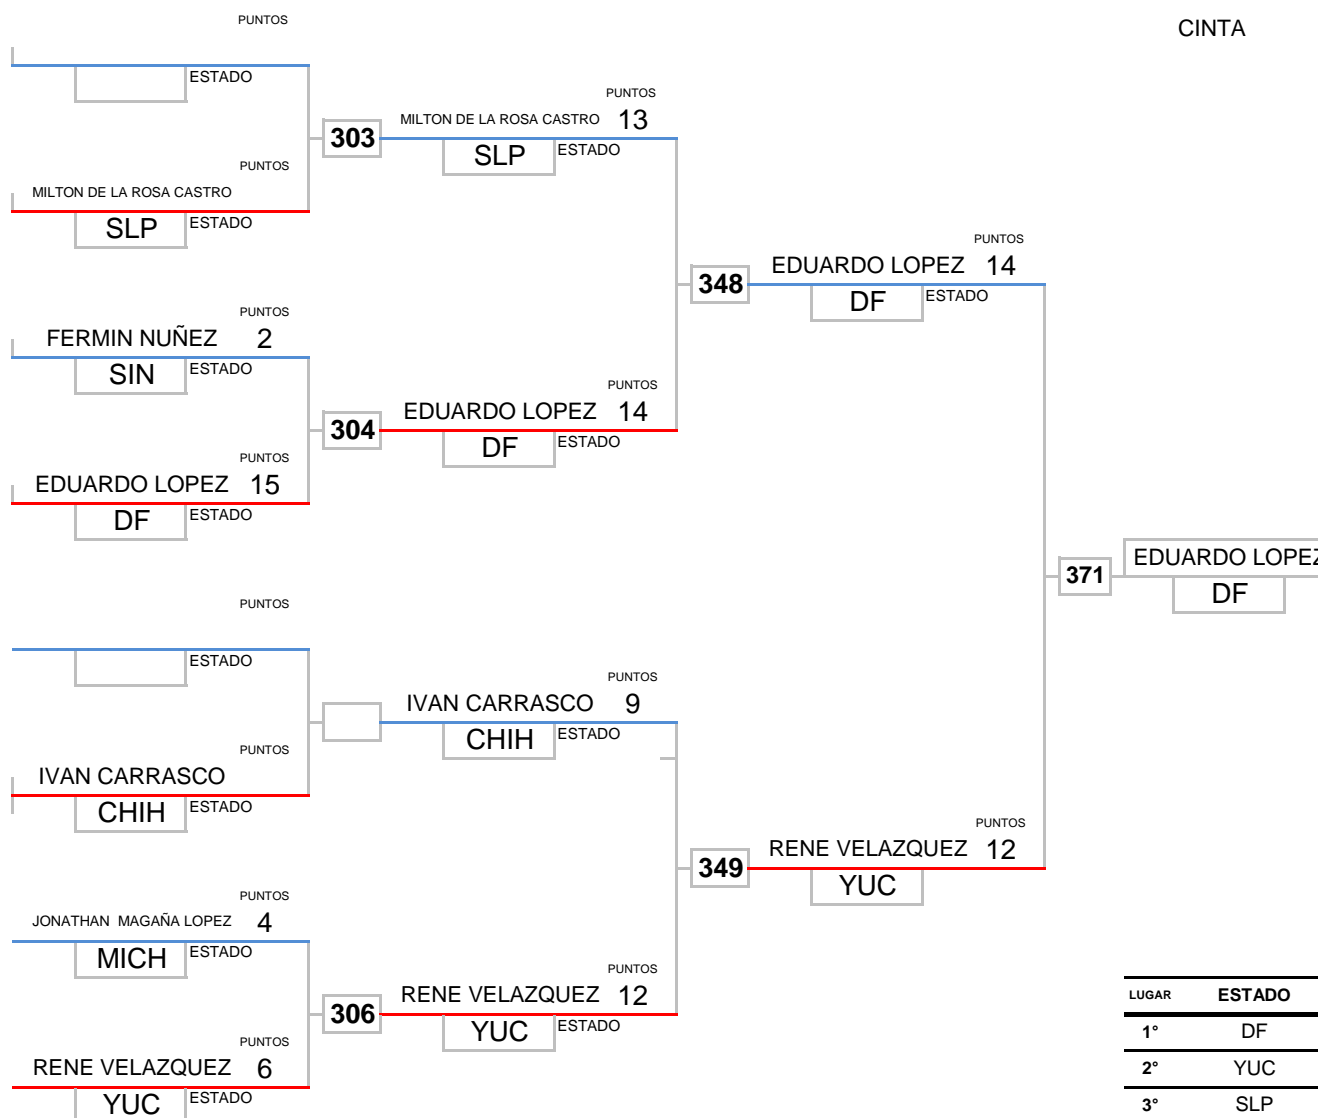 PUNTOS
CINTA
ESTADO
PUNTOS
MILTON DE LA ROSA CASTRO 13
303
SLP ESTADO
PUNTOS
MILTON DE LA ROSA CASTRO
SLP ESTADO
PUNTOS
EDUARDO LOPEZ 14
348
DF ESTADO
PUNTOS
FERMIN NUÑEZ 2
SIN ESTADO
PUNTOS
EDUARDO LOPEZ 14
304
DF ESTADO
PUNTOS
EDUARDO LOPEZ 15
DF ESTADO
EDUARDO LOPEZ
371
DF
PUNTOS
ESTADO
PUNTOS
IVAN CARRASCO 9
CHIH ESTADO
PUNTOS
IVAN CARRASCO
CHIH ESTADO
PUNTOS
RENE VELAZQUEZ 12
349
YUC
PUNTOS
JONATHAN MAGAÑA LOPEZ 4
MICH ESTADO
PUNTOS
RENE VELAZQUEZ 12
306
YUC ESTADO
PUNTOS
RENE VELAZQUEZ 6
YUC ESTADO
LUGAR ESTADO
1° DF
2° YUC
3° SLP